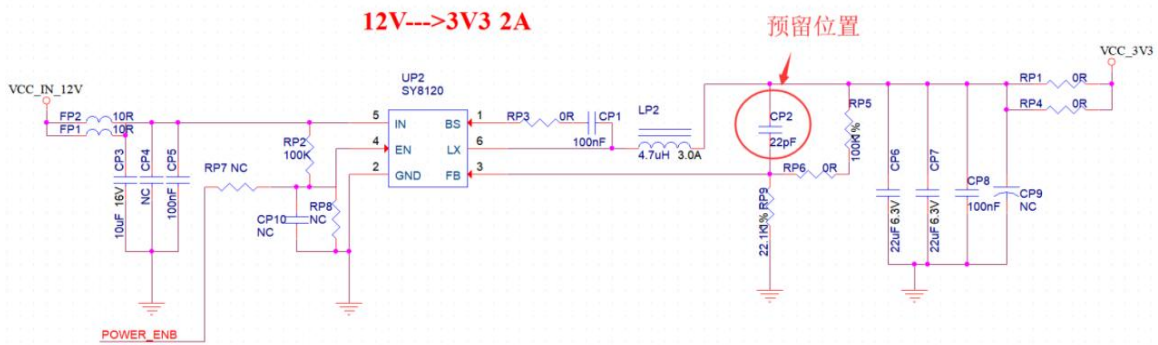 12V--->3V3 2A
预留位置
VCC_IN_12V
FP2 10R
FP1 10R
CP3
10uF 16V
CP4
NC
CP5
100nF
RP7 NC
RP2
100K
CP10
NC
RP8
NC
POWER_ENB
UP2
SY8120
5 IN
4 EN
2 GND
BS 1
LX 6
FB 3
RP3 0R
CP1
100nF
LP2
4.7uH 3.0A
CP2
22pF
RP5
100K1%
RP6 0R
RP9
22.1K1%
CP6
22uF 6.3V
CP7
22uF 6.3V
CP8
100nF
CP9
NC
RP1 0R
RP4 0R
VCC_3V3